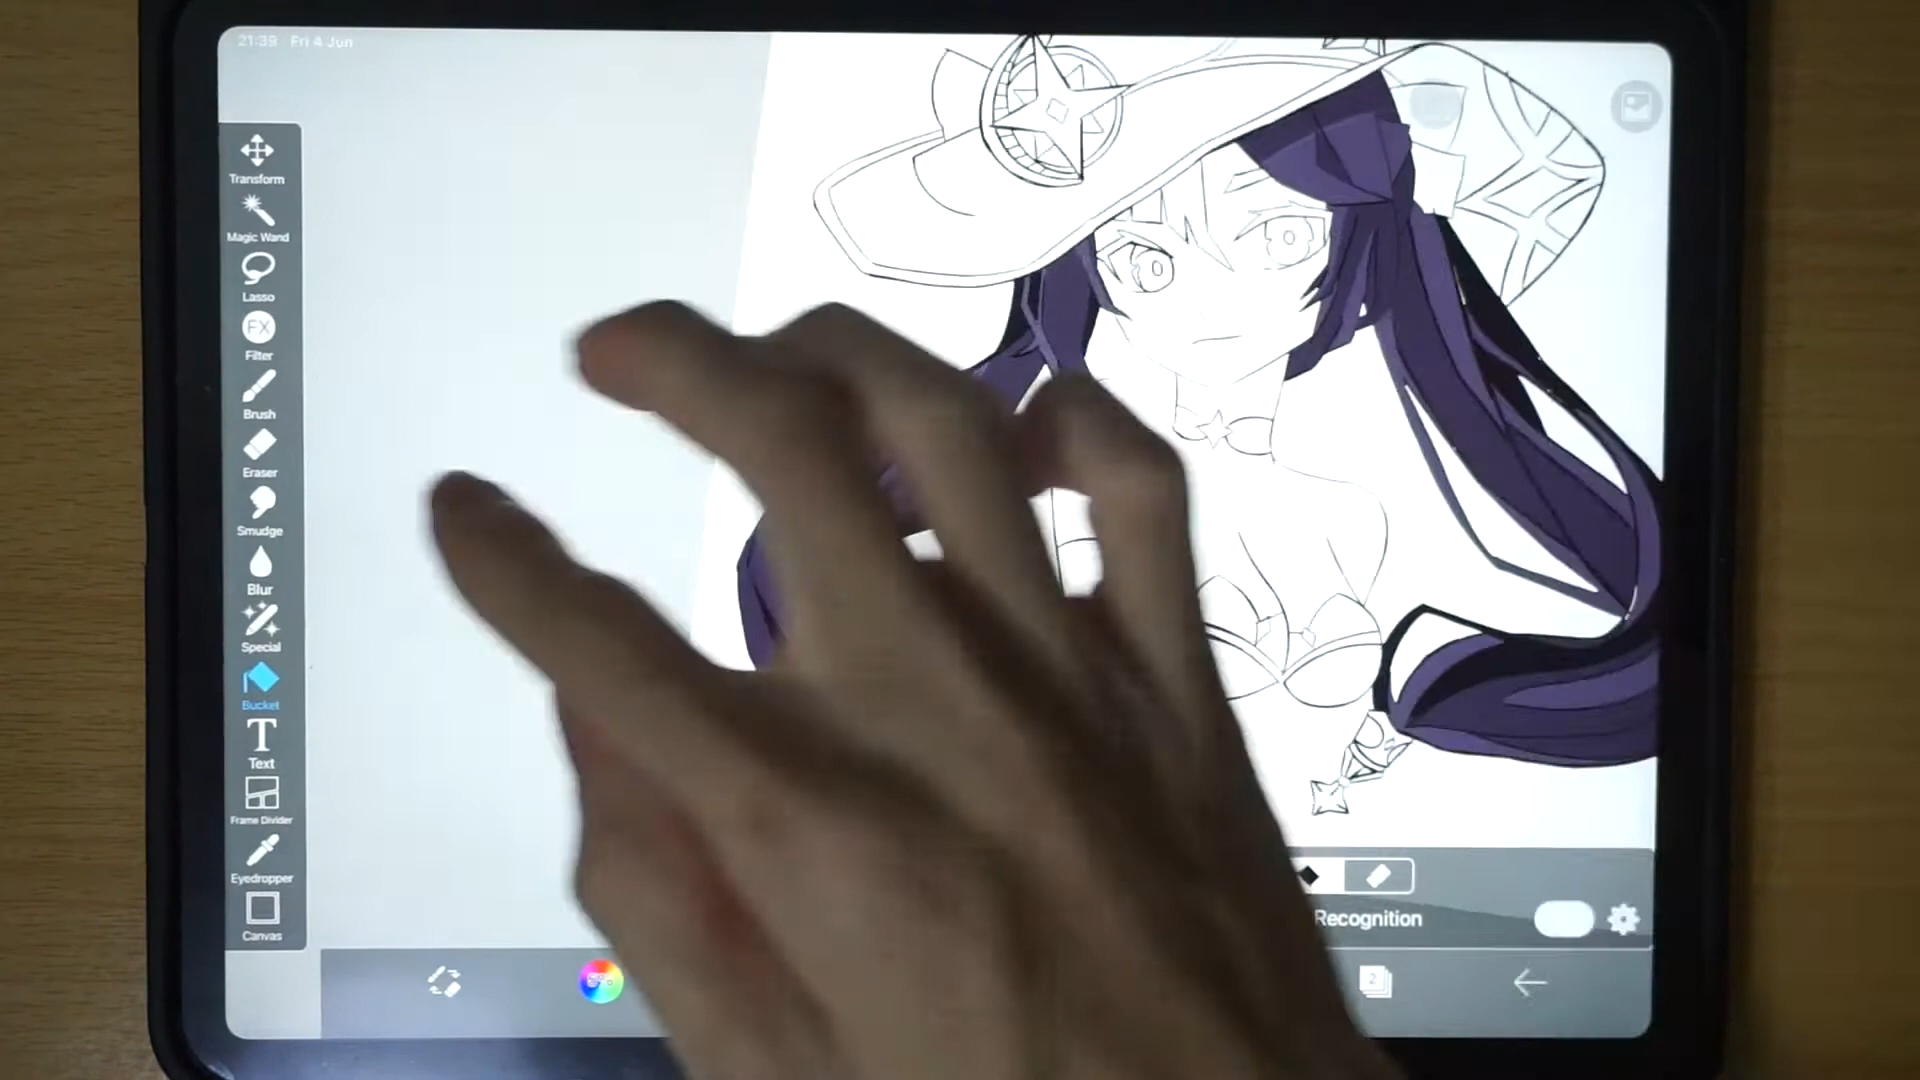 21:39 Fri 4 Jun
Transform
Magic Wand
Lasso
FX
Filter
Brush
Eraser
Smudge
Blur
Special
Bucket
T
Text
Frame Divider
Eyedropper
Canvas
Recognition
2